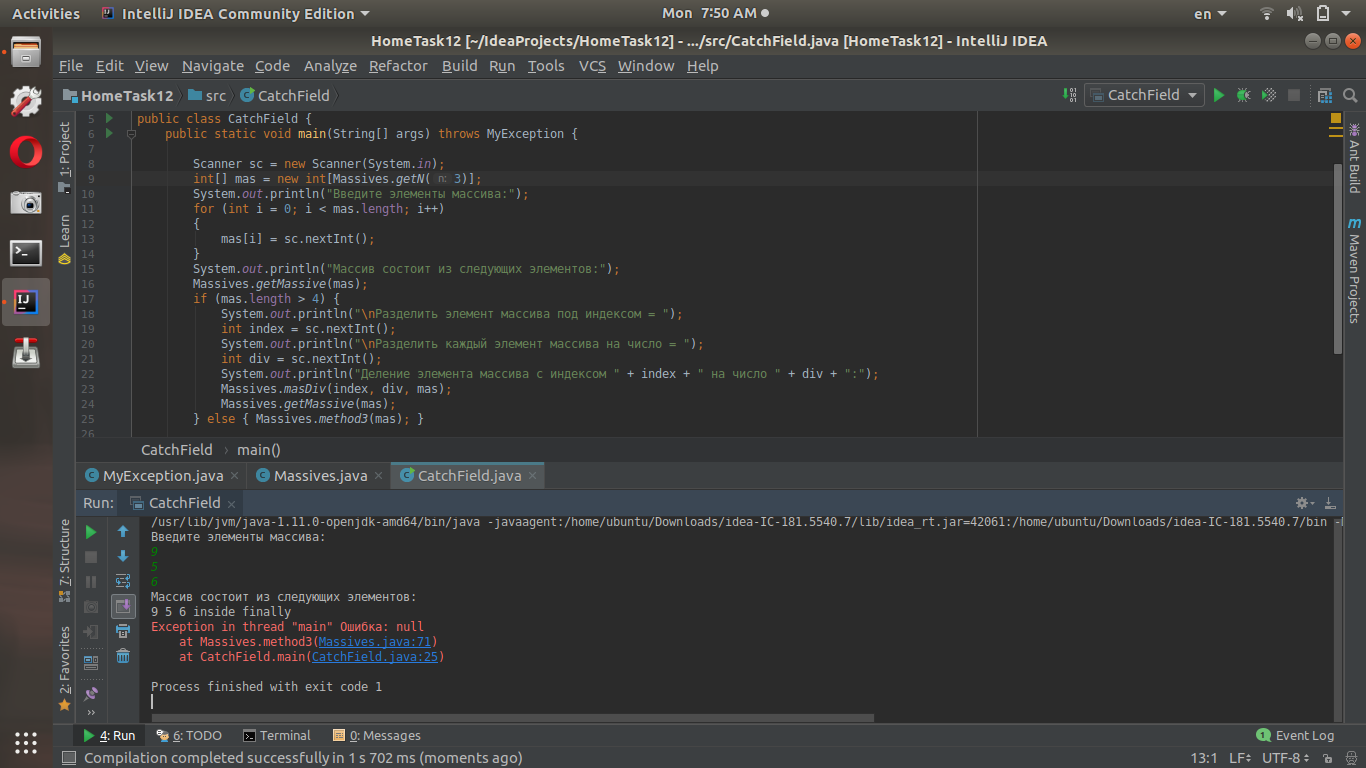 Activities
IntelliJ IDEA Community Edition
Mon 7:50 AM
en
HomeTask12 [~/IdeaProjects/HomeTask12] - .../src/CatchField.java [HomeTask12] - IntelliJ IDEA
File Edit View Navigate Code Analyze Refactor Build Run Tools VCS Window Help
HomeTask12 src CatchField
CatchField
1: Project
Learn
7: Structure
2: Favorites
Ant Build
Maven Projects
5 public class CatchField {
6 public static void main(String[] args) throws MyException {
7
8 Scanner sc = new Scanner(System.in);
9 int[] mas = new int[Massives.getN( n: 3)];
10 System.out.println("Введите элементы массива:");
11 for (int i = 0; i < mas.length; i++)
12 {
13 mas[i] = sc.nextInt();
14 }
15 System.out.println("Массив состоит из следующих элементов:");
16 Massives.getMassive(mas);
17 if (mas.length > 4) {
18 System.out.println("\nРазделить элемент массива под индексом = ");
19 int index = sc.nextInt();
20 System.out.println("\nРазделить каждый элемент массива на число = ");
21 int div = sc.nextInt();
22 System.out.println("Деление элемента массива с индексом " + index + " на число " + div + ":");
23 Massives.masDiv(index, div, mas);
24 Massives.getMassive(mas);
25 } else { Massives.method3(mas); }
26
CatchField › main()
MyException.java Massives.java CatchField.java
Run: CatchField
/usr/lib/jvm/java-1.11.0-openjdk-amd64/bin/java -javaagent:/home/ubuntu/Downloads/idea-IC-181.5540.7/lib/idea_rt.jar=42061:/home/ubuntu/Downloads/idea-IC-181.5540.7/bin
Введите элементы массива:
9
5
6
Массив состоит из следующих элементов:
9 5 6 inside finally
Exception in thread "main" Ошибка: null
at Massives.method3(Massives.java:71)
at CatchField.main(CatchField.java:25)
Process finished with exit code 1
4: Run 6: TODO Terminal 0: Messages
1 Event Log
Compilation completed successfully in 1 s 702 ms (moments ago)
13:1 LF UTF-8